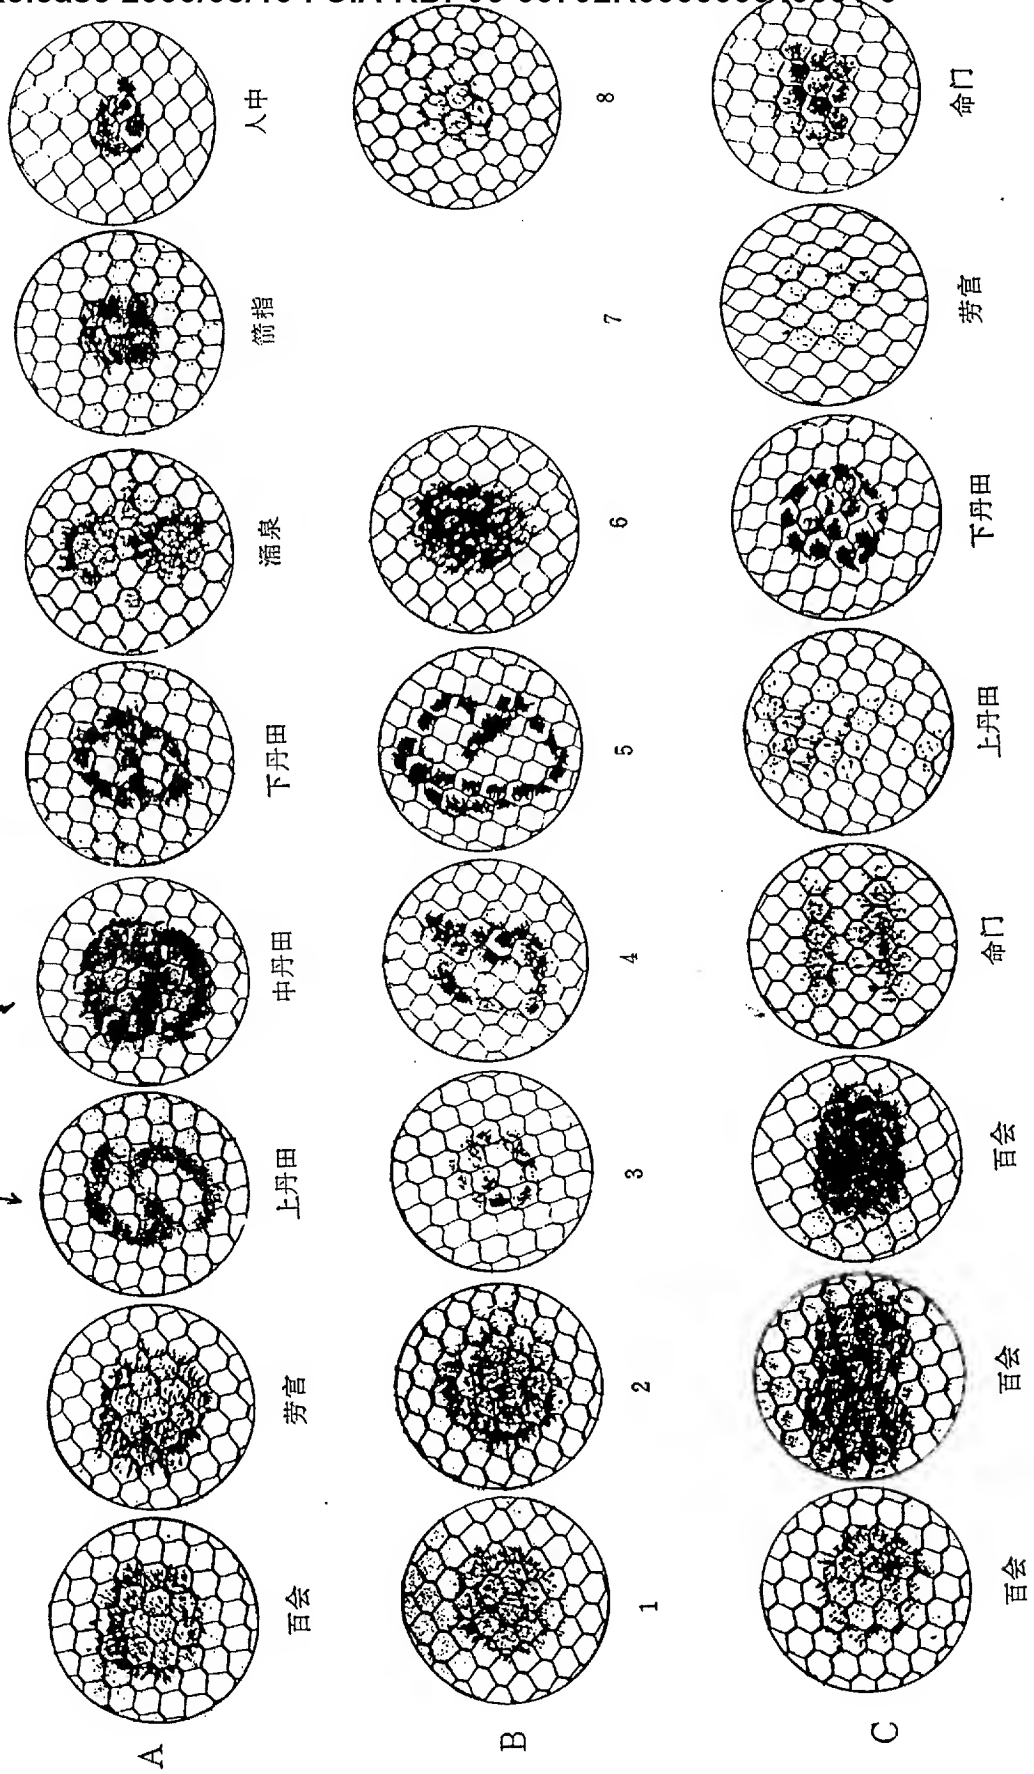 A 百会 劳宫 上丹田 中丹田 下丹田 涌泉 箭指 人中
B 1 2 3 4 5 6 7 8
C 百会 百会 百会 命门 上丹田 下丹田 劳宫 命门